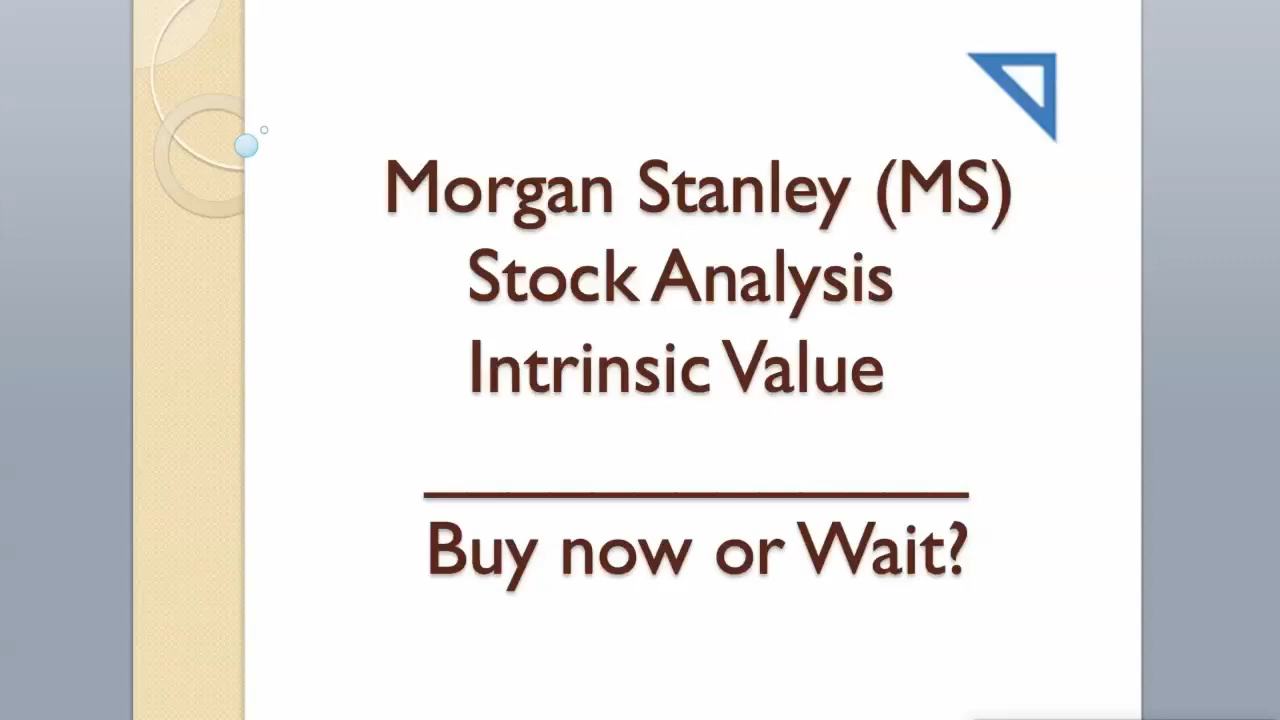 Morgan Stanley (MS)
Stock Analysis
Intrinsic Value
Buy now or Wait?